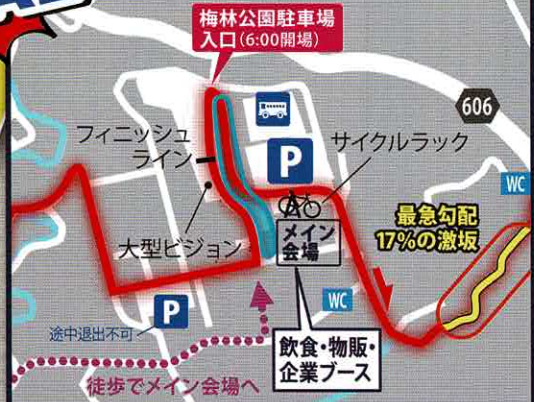 梅林公園駐車場
入口(6:00開場)
606
フィニッシュ
ライン
P
サイクルラック
WC
最急勾配
17%の激坂
大型ビジョン
メイン
会場
WC
P
途中退出不可
飲食・物販・
企業ブース
徒歩でメイン会場へ